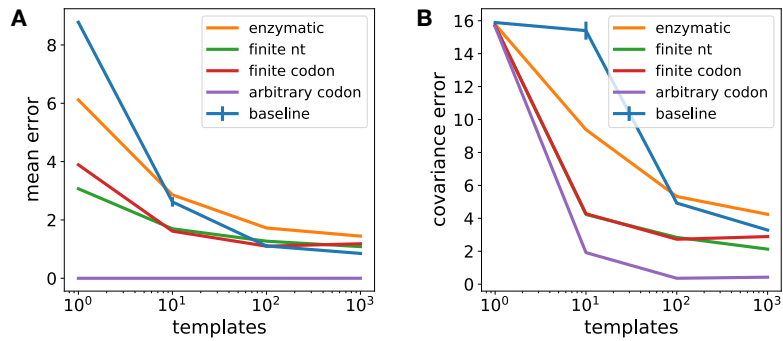 A
mean error
8
6
4
2
0
enzymatic
finite nt
finite codon
arbitrary codon
baseline
10⁰ 10¹ 10² 10³
templates
B
covariance error
16
14
12
10
8
6
4
2
0
enzymatic
finite nt
finite codon
arbitrary codon
baseline
10⁰ 10¹ 10² 10³
templates